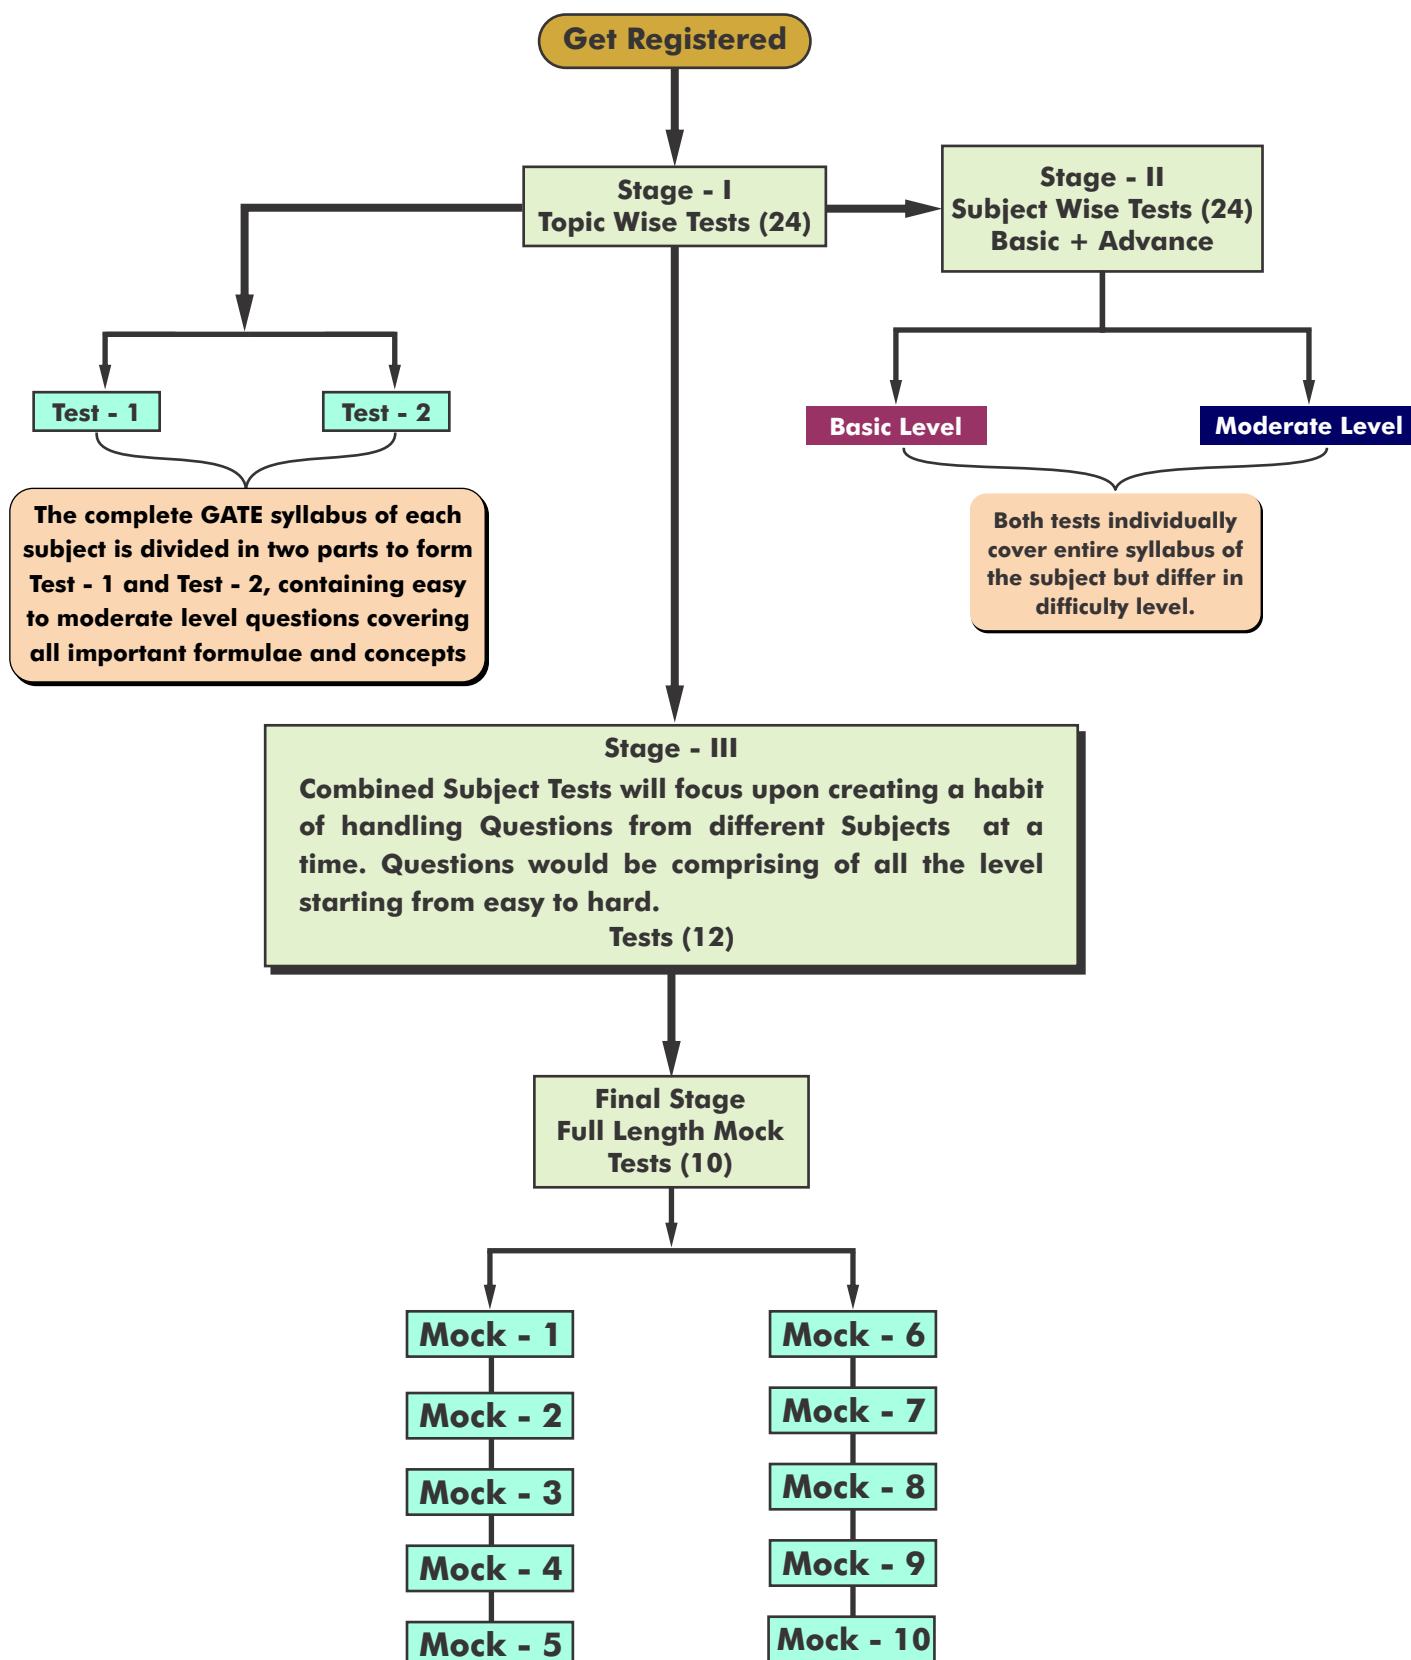 Get Registered
Stage - I
Topic Wise Tests (24)
Stage - II
Subject Wise Tests (24)
Basic + Advance
Test - 1
Test - 2
Basic Level
Moderate Level
The complete GATE syllabus of each
subject is divided in two parts to form
Test - 1 and Test - 2, containing easy
to moderate level questions covering
all important formulae and concepts
Both tests individually
cover entire syllabus of
the subject but differ in
difficulty level.
Stage - III
Combined Subject Tests will focus upon creating a habit
of handling Questions from different Subjects at a
time. Questions would be comprising of all the level
starting from easy to hard.
Tests (12)
Final Stage
Full Length Mock
Tests (10)
Mock - 1
Mock - 2
Mock - 3
Mock - 4
Mock - 5
Mock - 6
Mock - 7
Mock - 8
Mock - 9
Mock - 10